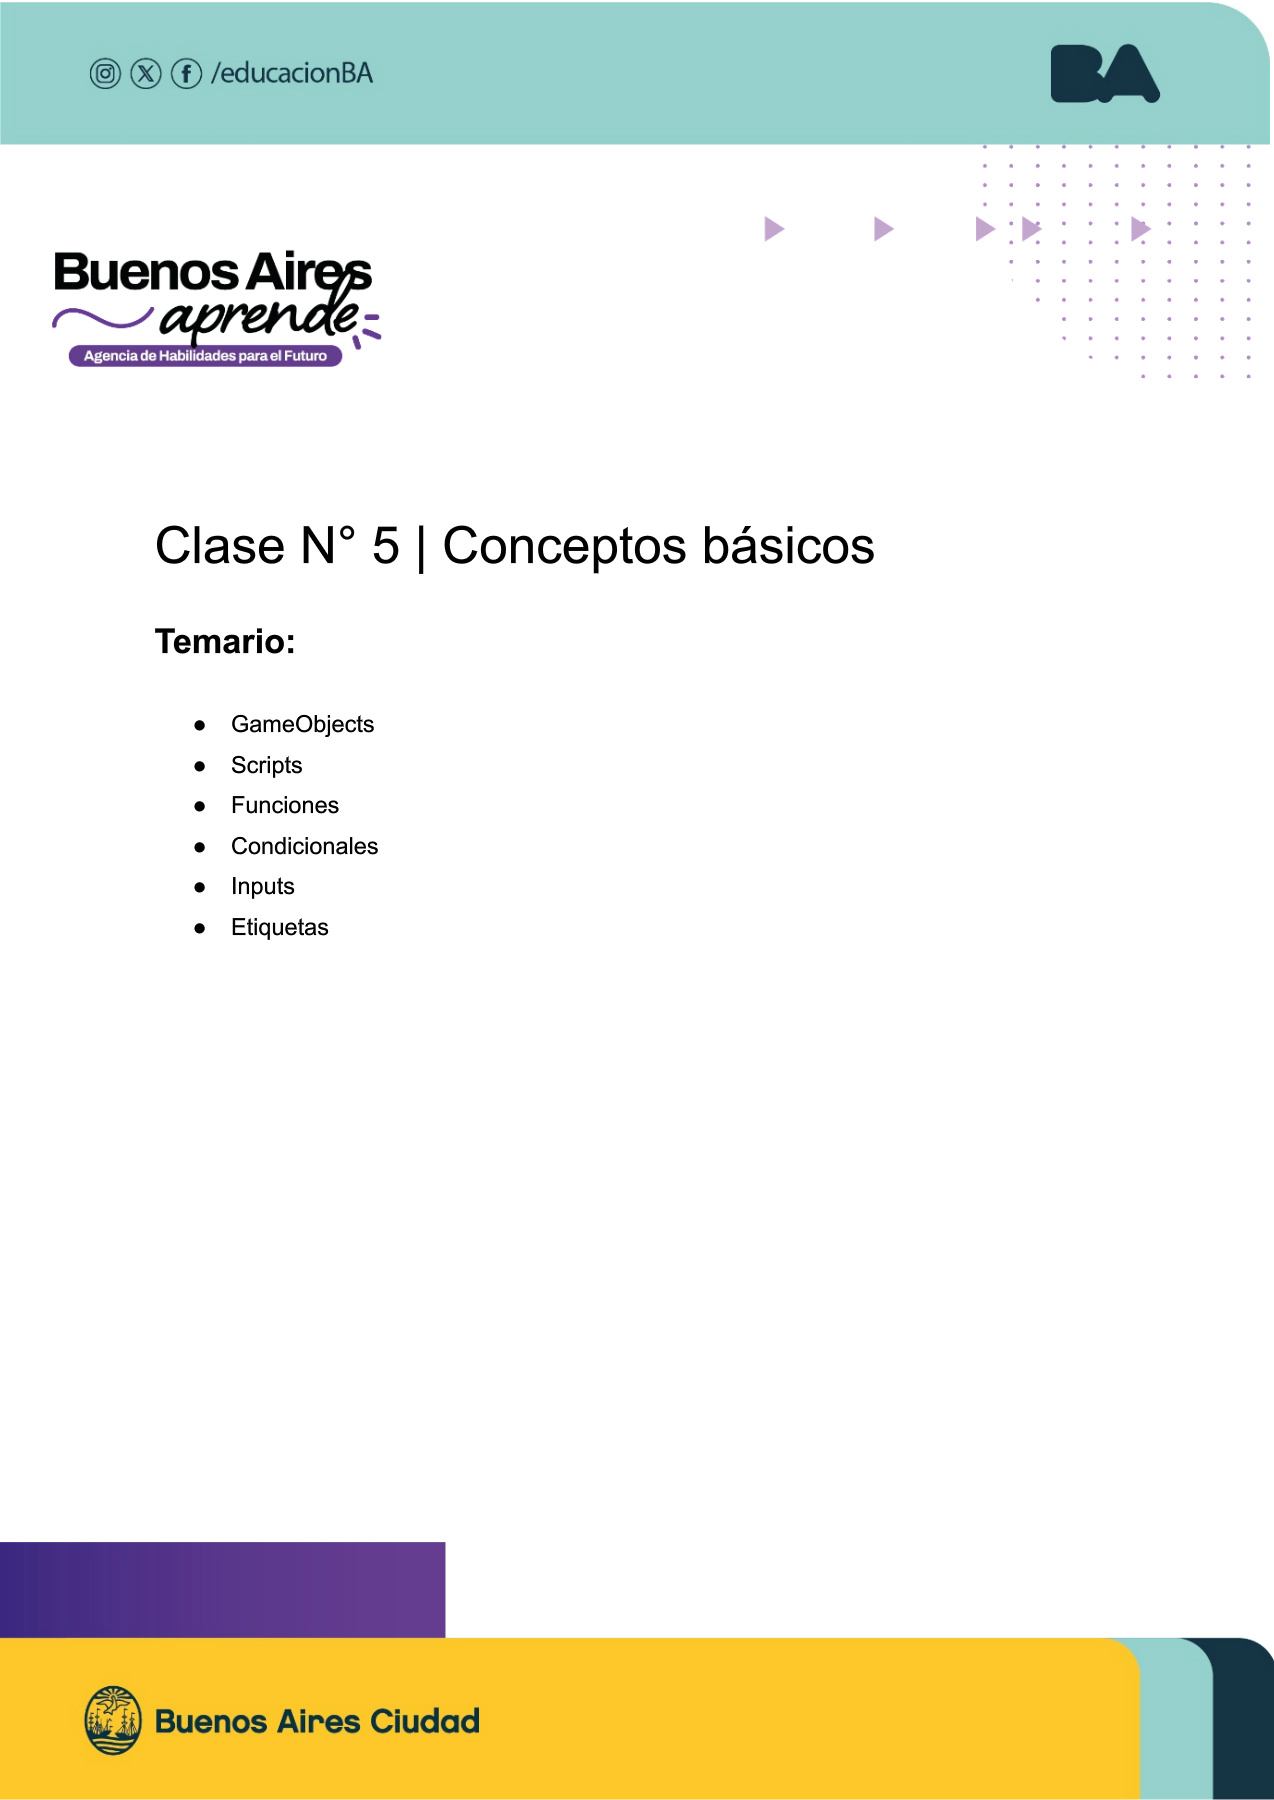 /educacionBA
BA
Buenos Aires
aprende
Agencia de Habilidades para el Futuro
Clase N° 5 | Conceptos básicos
Temario:
● GameObjects
● Scripts
● Funciones
● Condicionales
● Inputs
● Etiquetas
Buenos Aires Ciudad